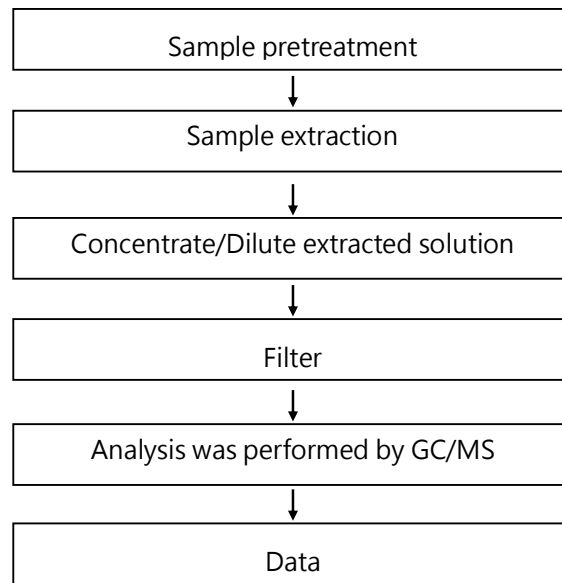 Sample pretreatment
Sample extraction
Concentrate/Dilute extracted solution
Filter
Analysis was performed by GC/MS
Data